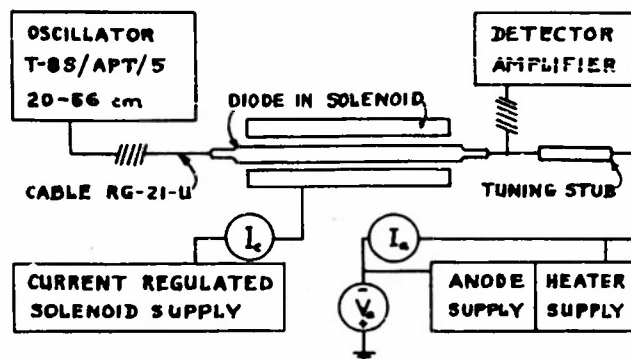 OSCILLATOR
T-85/APT/5
20-56 cm
DETECTOR
AMPLIFIER
DIODE IN SOLENOID
CABLE RG-21-U
TUNING STUB
Ic
Ia
CURRENT REGULATED
SOLENOID SUPPLY
- 
Va
+
ANODE
SUPPLY
HEATER
SUPPLY